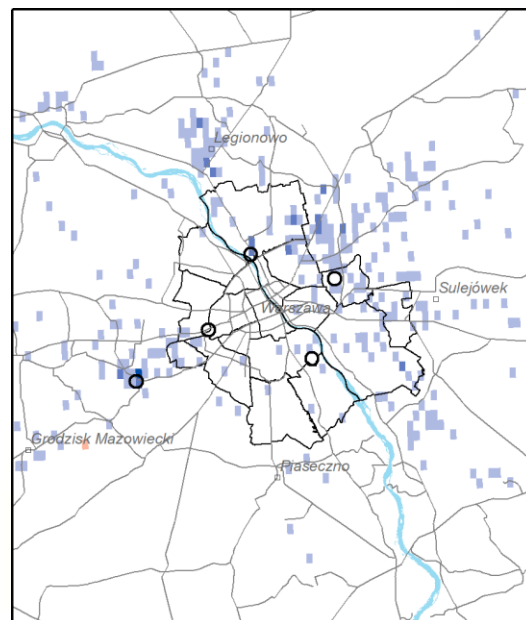 Legionowo
Sulejówek
Warszawa
Grodzisk Mazowiecki
Piaseczno